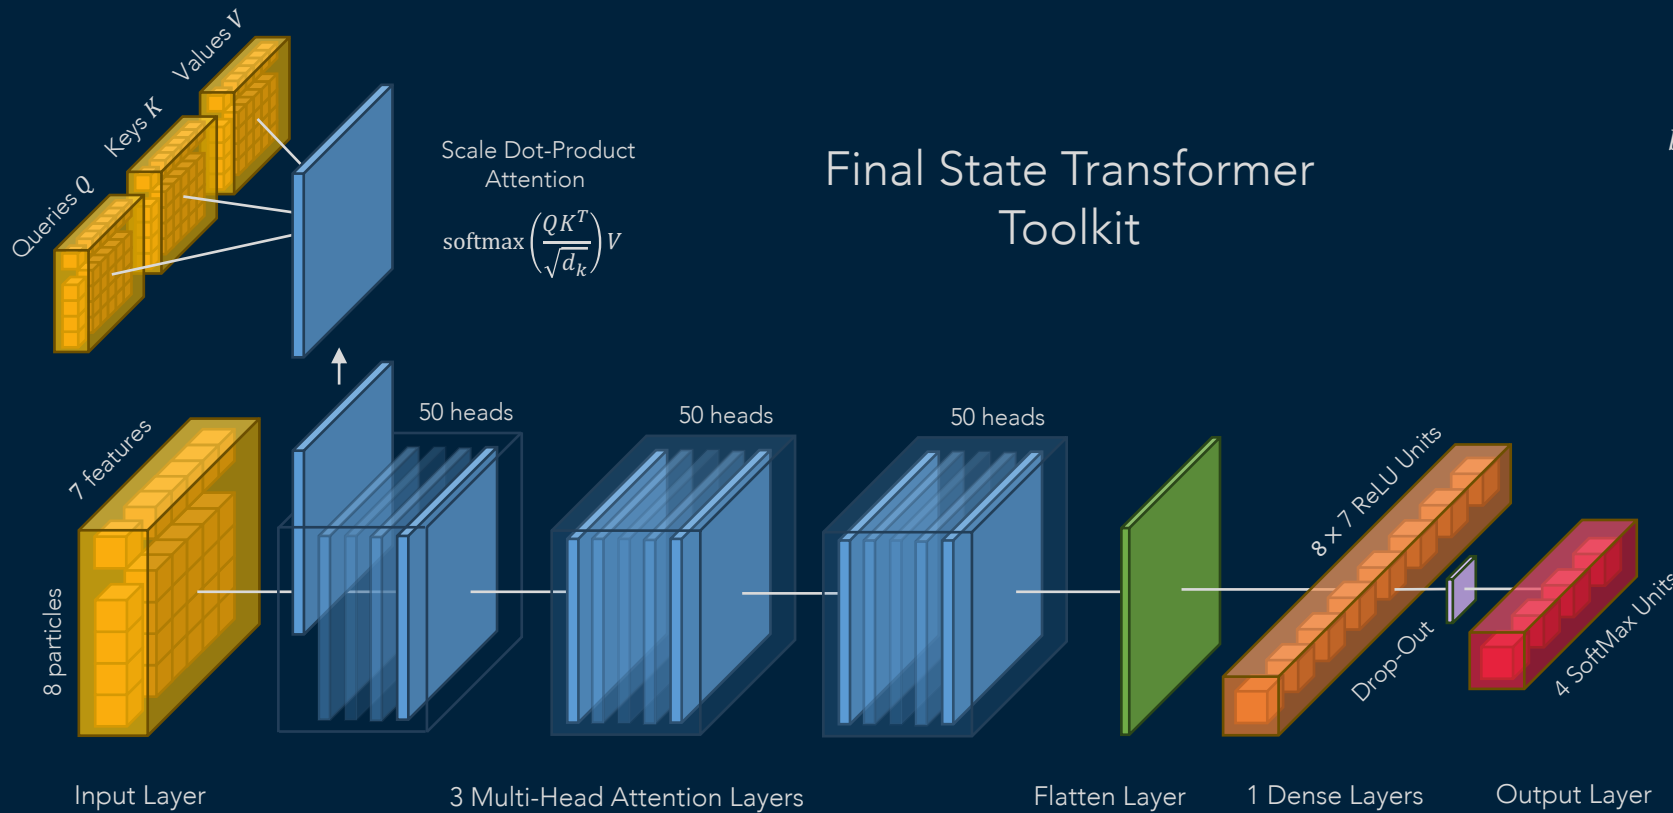 Values V
Keys K
Queries Q
Scale Dot-Product
Attention
softmax(QK^T/√d_k)V
Final State Transformer
Toolkit
7 features
8 particles
50 heads
50 heads
50 heads
8 × 7 ReLU Units
Drop-Out
4 SoftMax Units
Input Layer
3 Multi-Head Attention Layers
Flatten Layer
1 Dense Layers
Output Layer